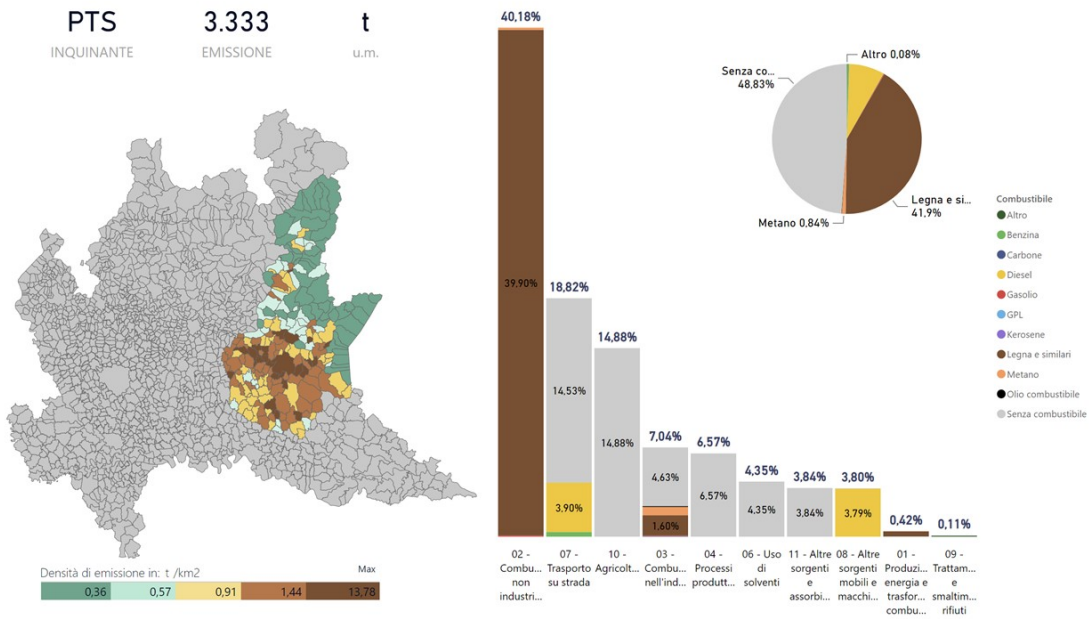 PTS
3.333
t
INQUINANTE
EMISSIONE
u.m.
Densità di emissione in: t /km2
Max
0,36
0,57
0,91
1,44
13,78
40,18%
39,90%
18,82%
14,53%
3,90%
14,88%
14,88%
7,04%
4,63%
1,60%
6,57%
6,57%
4,35%
4,35%
3,84%
3,84%
3,80%
3,79%
0,42%
0,11%
02 -
Combu...
non
industri...
07 -
Trasporto
su strada
10 -
Agricolt...
03 -
Combu...
nell'ind...
04 -
Processi
produtt...
06 - Uso
di
solventi
11 - Altre
sorgenti
e
assorbi...
08 - Altre
sorgenti
mobili e
macchi...
01 -
Produzi...
energia e
trasfor...
combu...
09 -
Trattam...
e
smaltim...
rifiuti
Altro 0,08%
Senza co...
48,83%
Legna e si...
41,9%
Metano 0,84%
Combustibile
Altro
Benzina
Carbone
Diesel
Gasolio
GPL
Kerosene
Legna e similari
Metano
Olio combustibile
Senza combustibile